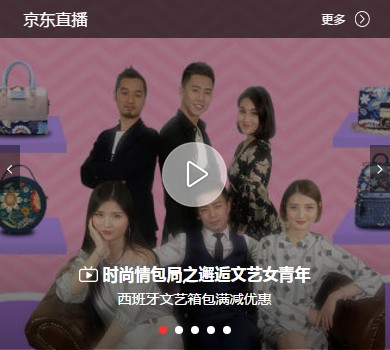 京东直播
更多
时尚情包局之邂逅文艺女青年
西班牙文艺箱包满减优惠